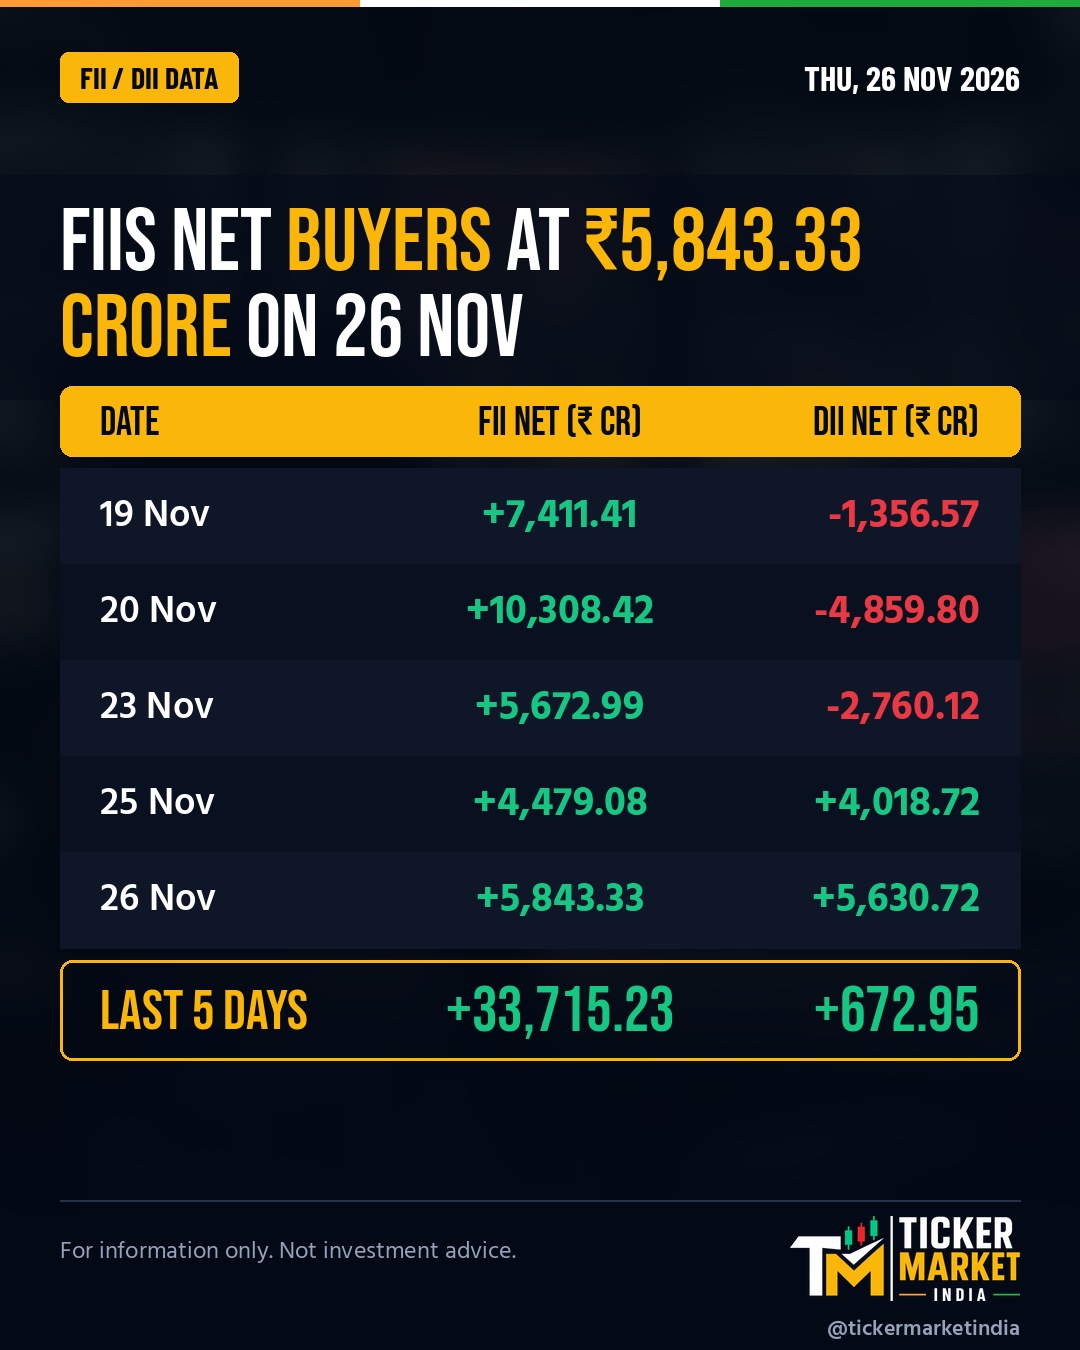 FII / DII DATA
THU, 26 NOV 2026
FIIS NET BUYERS AT ₹5,843.33
CRORE ON 26 NOV
DATE FII NET (₹ CR) DII NET (₹ CR)
19 Nov +7,411.41 -1,356.57
20 Nov +10,308.42 -4,859.80
23 Nov +5,672.99 -2,760.12
25 Nov +4,479.08 +4,018.72
26 Nov +5,843.33 +5,630.72
LAST 5 DAYS +33,715.23 +672.95
For information only. Not investment advice.
TM
TICKER
MARKET
INDIA
@tickermarketindia